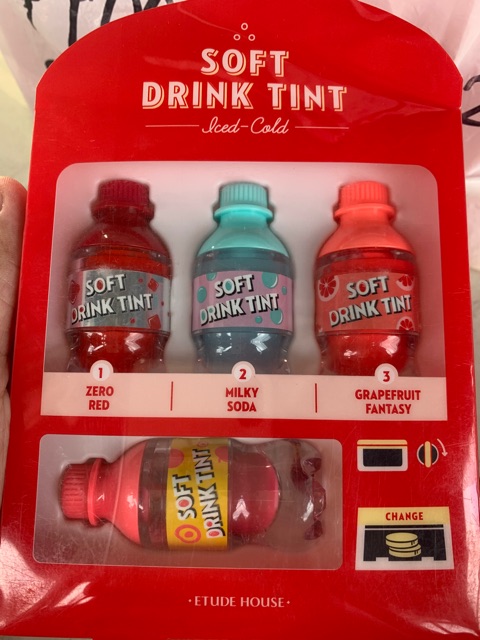 SOFT
DRINK TINT
Iced-Cold
SOFT
DRINK TINT
SOFT
DRINK TINT
SOFT
DRINK TINT
1
2
3
ZERO
RED
MILKY
SODA
GRAPEFRUIT
FANTASY
SOFT
DRINK TINT
CHANGE
·ETUDE HOUSE·